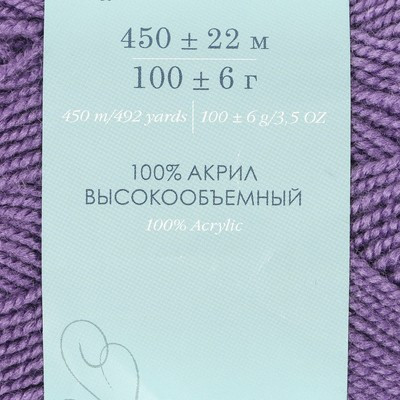 450 ± 22 м
100 ± 6 г
450 m/492 yards | 100 ± 6 g/3,5 OZ
100% АКРИЛ
ВЫСОКООБЪЕМНЫЙ
100% Acrylic